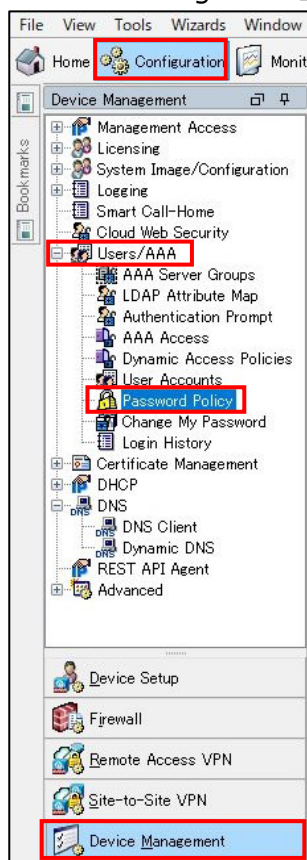 File View Tools Wizards Window
Home Configuration Monit
Device Management
Bookmarks
Management Access
Licensing
System Image/Configuration
Logging
Smart Call-Home
Cloud Web Security
Users/AAA
AAA Server Groups
LDAP Attribute Map
Authentication Prompt
AAA Access
Dynamic Access Policies
User Accounts
Password Policy
Change My Password
Login History
Certificate Management
DHCP
DNS
DNS Client
Dynamic DNS
REST API Agent
Advanced
Device Setup
Firewall
Remote Access VPN
Site-to-Site VPN
Device Management